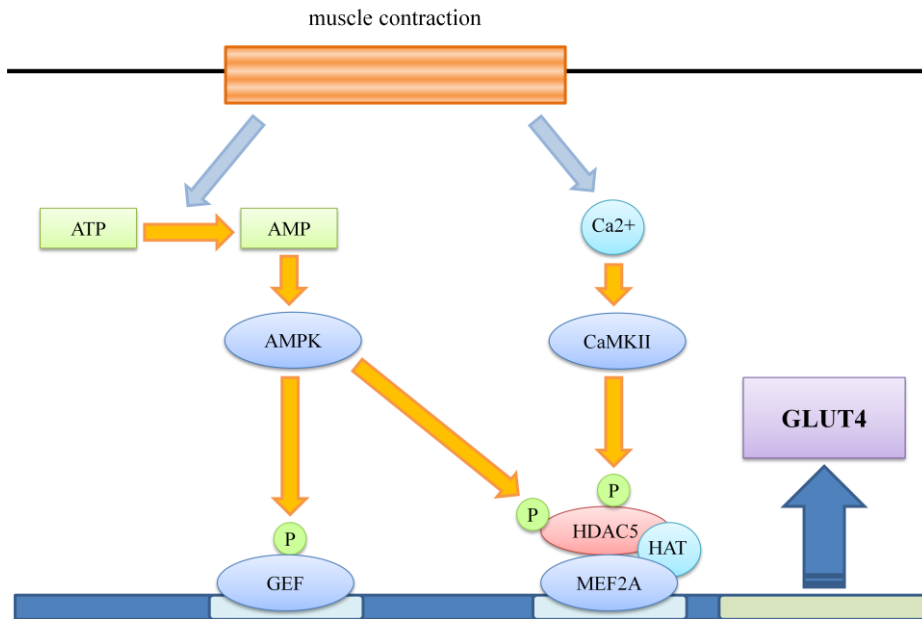 muscle contraction
ATP
AMP
Ca2+
AMPK
CaMKII
GLUT4
P
P
P
HDAC5
HAT
GEF
MEF2A